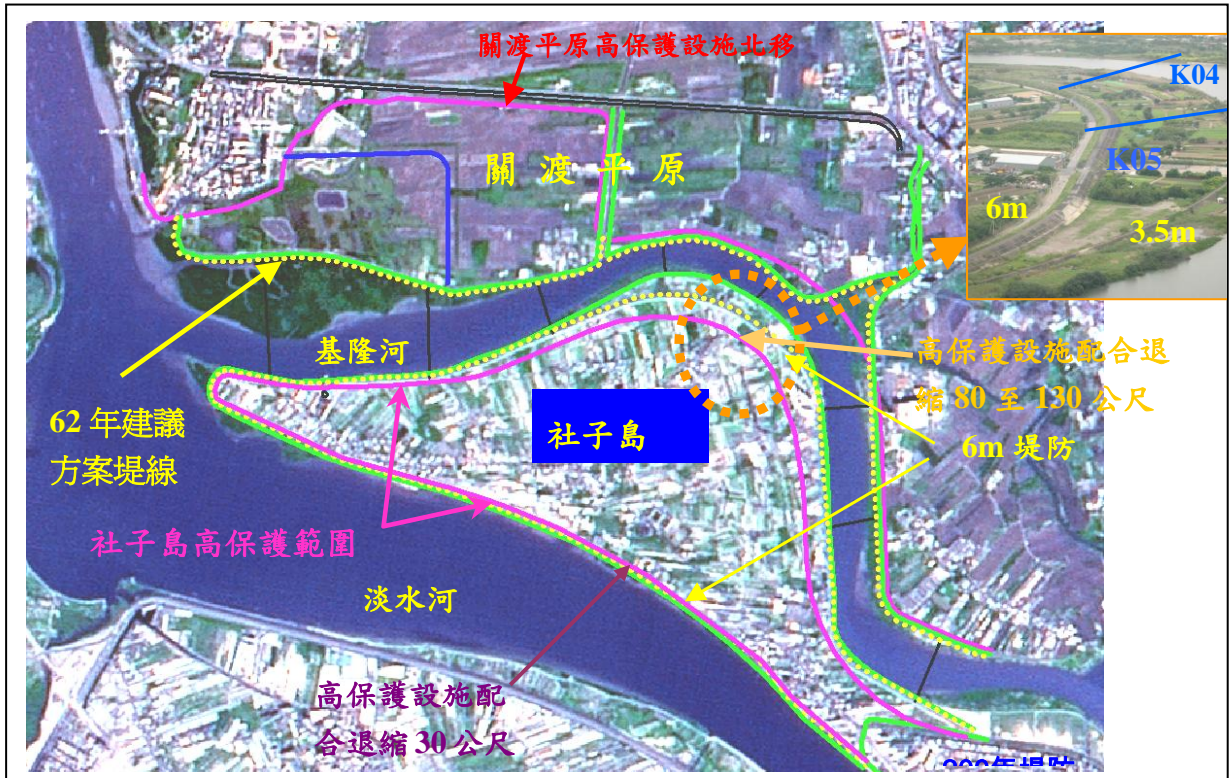 關渡平原高保護設施北移
K04
關 渡 平 原
K05
6m
3.5m
基隆河
高保護設施配合退
縮 80 至 130 公尺
62 年建議
方案堤線
社子島
6m 堤防
社子島高保護範圍
淡水河
高保護設施配
合退縮 30 公尺